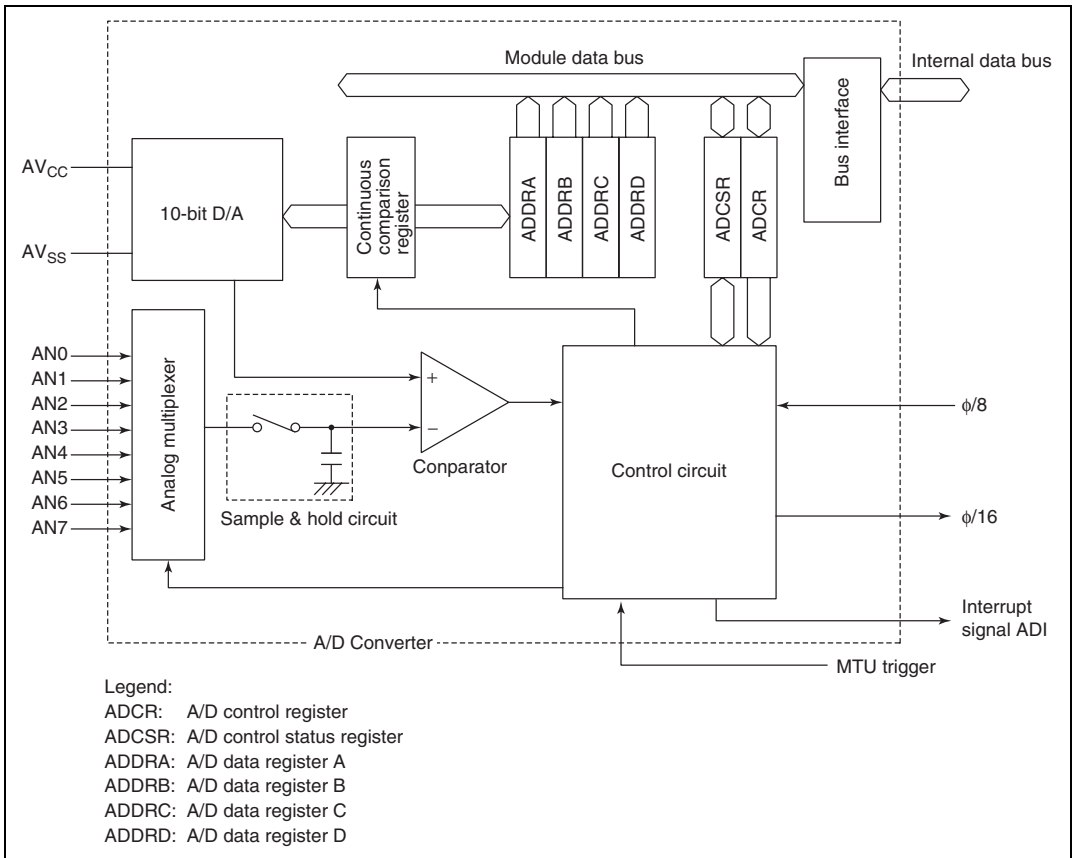 Module data bus
Internal data bus
Bus interface
AVCC
10-bit D/A
AVSS
Continuous
comparison
register
ADDRA
ADDRB
ADDRC
ADDRD
ADCSR
ADCR
AN0
AN1
AN2
AN3
AN4
AN5
AN6
AN7
Analog multiplexer
+
−
Conparator
Sample & hold circuit
Control circuit
ϕ/8
ϕ/16
Interrupt
signal ADI
A/D Converter
MTU trigger
Legend:
ADCR: A/D control register
ADCSR: A/D control status register
ADDRA: A/D data register A
ADDRB: A/D data register B
ADDRC: A/D data register C
ADDRD: A/D data register D